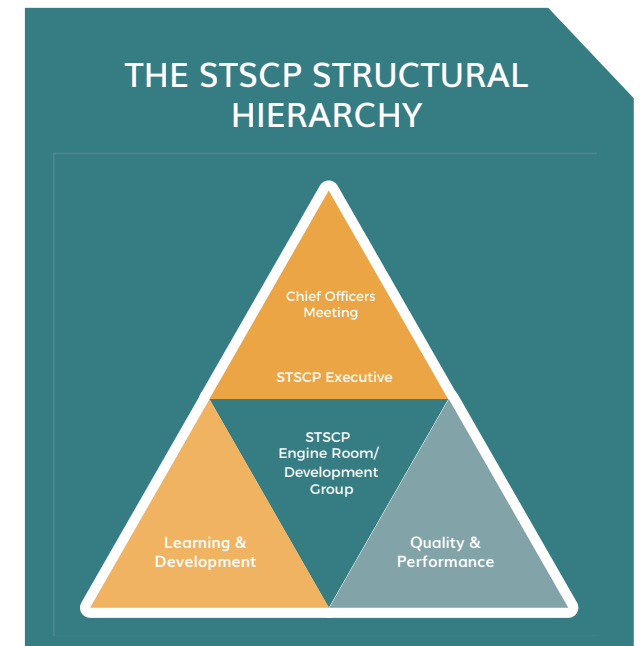 THE STSCP STRUCTURAL
HIERARCHY
Chief Officers
Meeting
STSCP Executive
STSCP
Engine Room/
Development
Group
Learning &
Development
Quality &
Performance